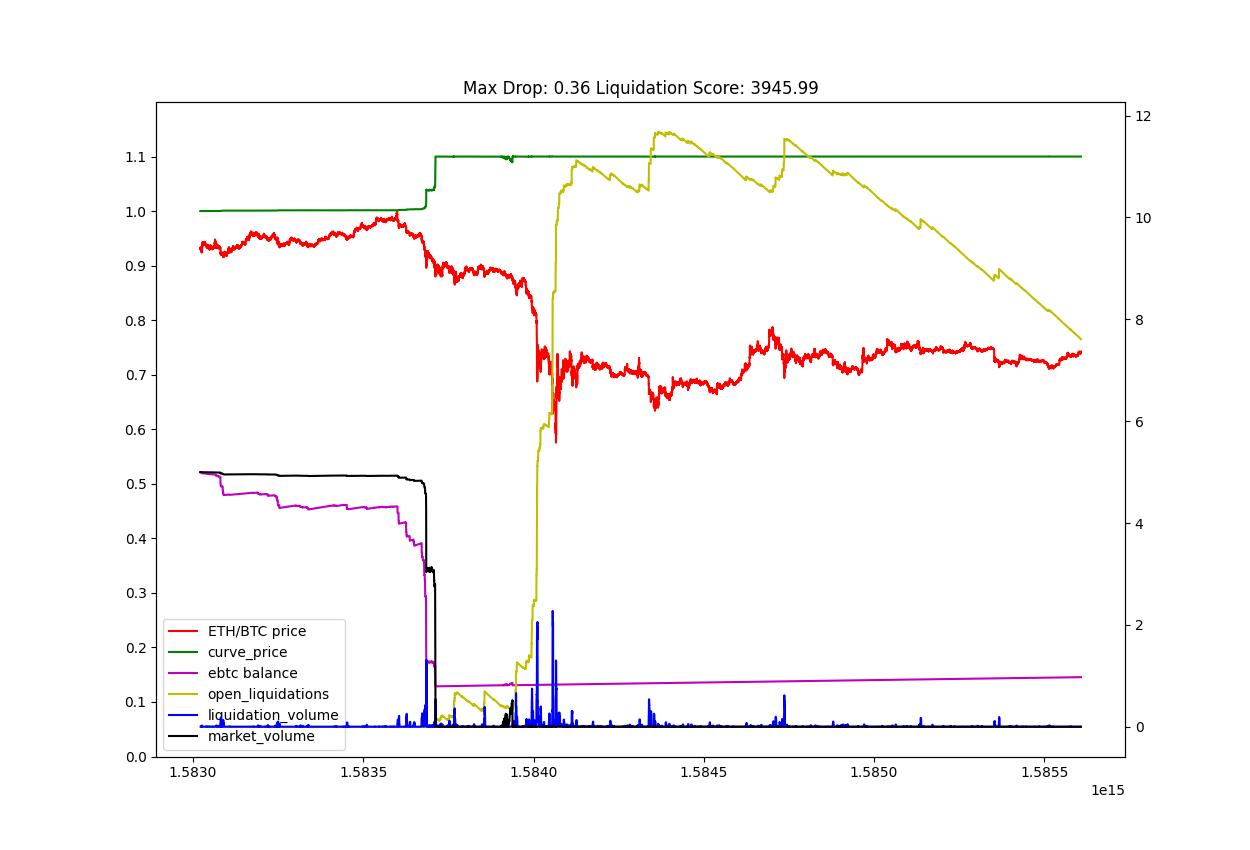 Max Drop: 0.36 Liquidation Score: 3945.99
12
1.1
1.0
10
0.9
0.8
8
0.7
0.6
6
0.5
4
0.4
0.3
2
0.2
0.1
0
0.0
ETH/BTC price
curve_price
ebtc balance
open_liquidations
liquidation_volume
market_volume
1.5830 1.5835 1.5840 1.5845 1.5850 1.5855
1e15